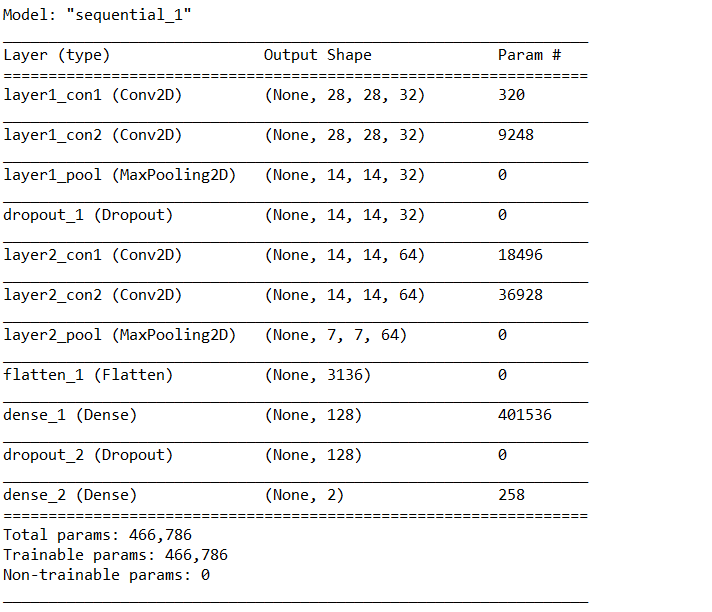 Model: "sequential_1"
_________________________________________________________________
Layer (type)                 Output Shape              Param #
=================================================================
layer1_con1 (Conv2D)         (None, 28, 28, 32)        320
_________________________________________________________________
layer1_con2 (Conv2D)         (None, 28, 28, 32)        9248
_________________________________________________________________
layer1_pool (MaxPooling2D)   (None, 14, 14, 32)        0
_________________________________________________________________
dropout_1 (Dropout)          (None, 14, 14, 32)        0
_________________________________________________________________
layer2_con1 (Conv2D)         (None, 14, 14, 64)        18496
_________________________________________________________________
layer2_con2 (Conv2D)         (None, 14, 14, 64)        36928
_________________________________________________________________
layer2_pool (MaxPooling2D)   (None, 7, 7, 64)          0
_________________________________________________________________
flatten_1 (Flatten)          (None, 3136)              0
_________________________________________________________________
dense_1 (Dense)              (None, 128)               401536
_________________________________________________________________
dropout_2 (Dropout)          (None, 128)               0
_________________________________________________________________
dense_2 (Dense)              (None, 2)                 258
=================================================================
Total params: 466,786
Trainable params: 466,786
Non-trainable params: 0
_________________________________________________________________